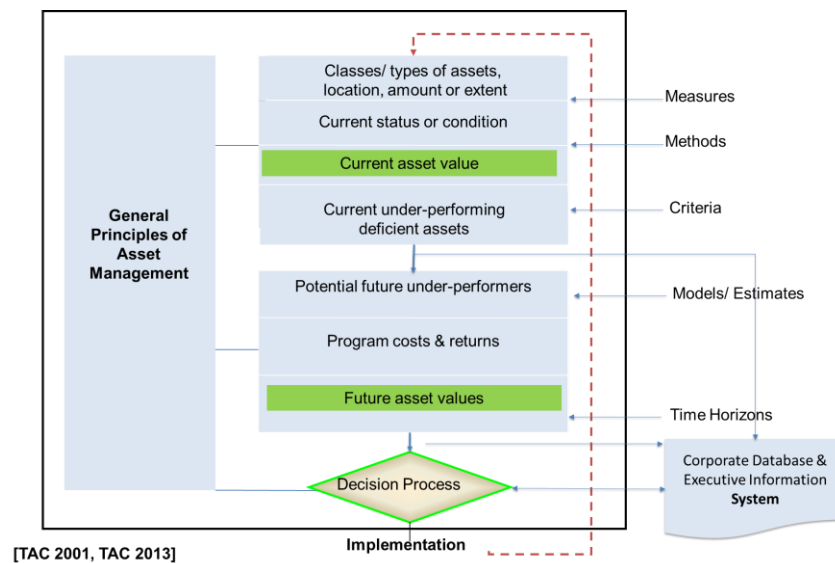 Classes/ types of assets,
location, amount or extent
Measures
Current status or condition
Methods
Current asset value
General
Principles of
Asset
Management
Current under-performing
deficient assets
Criteria
Potential future under-performers
Models/ Estimates
Program costs & returns
Future asset values
Time Horizons
Decision Process
Corporate Database &
Executive Information
System
Implementation
[TAC 2001, TAC 2013]